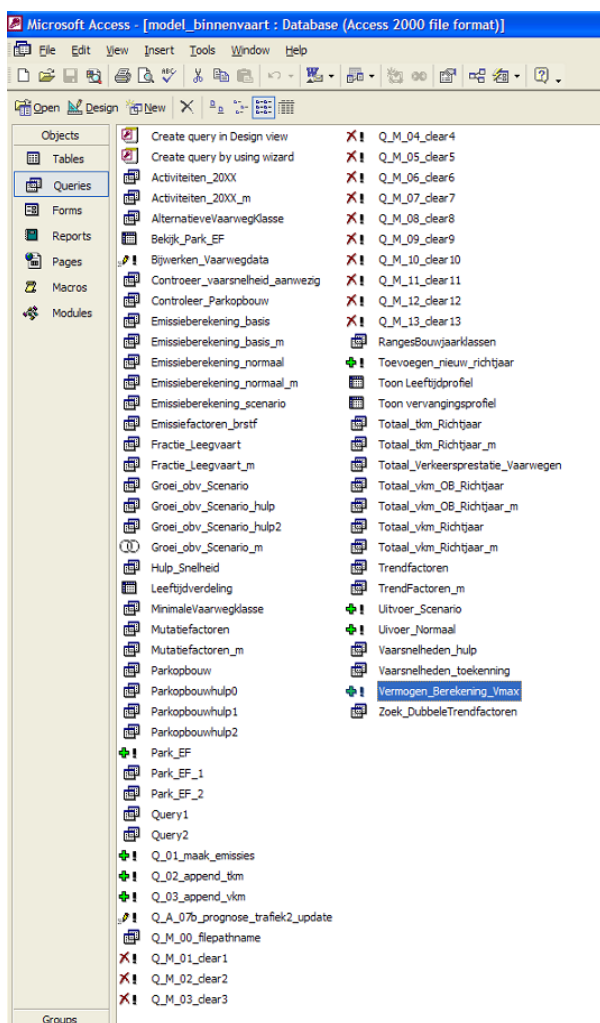 Microsoft Access - [model_binnenvaart : Database (Access 2000 file format)]
File Edit View Insert Tools Window Help
Open Design New
Objects
Tables
Queries
Forms
Reports
Pages
Macros
Modules
Groups
Create query in Design view
Create query by using wizard
Activiteiten_20XX
Activiteiten_20XX_m
AlternatieveVaarwegKlasse
Bekijk_Park_EF
Bijwerken_Vaarwegdata
Controeer_vaarsnelheid_aanwezig
Controleer_Parkopbouw
Emissieberekening_basis
Emissieberekening_basis_m
Emissieberekening_normaal
Emissieberekening_normaal_m
Emissieberekening_scenario
Emissiefactoren_brstf
Fractie_Leegvaart
Fractie_Leegvaart_m
Groei_obv_Scenario
Groei_obv_Scenario_hulp
Groei_obv_Scenario_hulp2
Groei_obv_Scenario_m
Hulp_Snelheid
Leeftijdverdeling
MinimaleVaarwegklasse
Mutatiefactoren
Mutatiefactoren_m
Parkopbouw
Parkopbouwhulp0
Parkopbouwhulp1
Parkopbouwhulp2
Park_EF
Park_EF_1
Park_EF_2
Query1
Query2
Q_01_maak_emissies
Q_02_append_tkm
Q_03_append_vkm
Q_A_07b_prognose_trafiek2_update
Q_M_00_filepathname
Q_M_01_clear1
Q_M_02_clear2
Q_M_03_clear3
Q_M_04_clear4
Q_M_05_clear5
Q_M_06_clear6
Q_M_07_clear7
Q_M_08_clear8
Q_M_09_clear9
Q_M_10_clear10
Q_M_11_clear11
Q_M_12_clear12
Q_M_13_clear13
RangesBouwjaarklassen
Toevoegen_nieuw_richtjaar
Toon Leeftijdprofiel
Toon vervangingsprofiel
Totaal_tkm_Richtjaar
Totaal_tkm_Richtjaar_m
Totaal_Verkeersprestatie_Vaarwegen
Totaal_vkm_OB_Richtjaar
Totaal_vkm_OB_Richtjaar_m
Totaal_vkm_Richtjaar
Totaal_vkm_Richtjaar_m
Trendfactoren
TrendFactoren_m
Uitvoer_Scenario
Uivoer_Normaal
Vaarsnelheden_hulp
Vaarsnelheden_toekenning
Vermogen_Berekening_Vmax
Zoek_DubbeleTrendfactoren